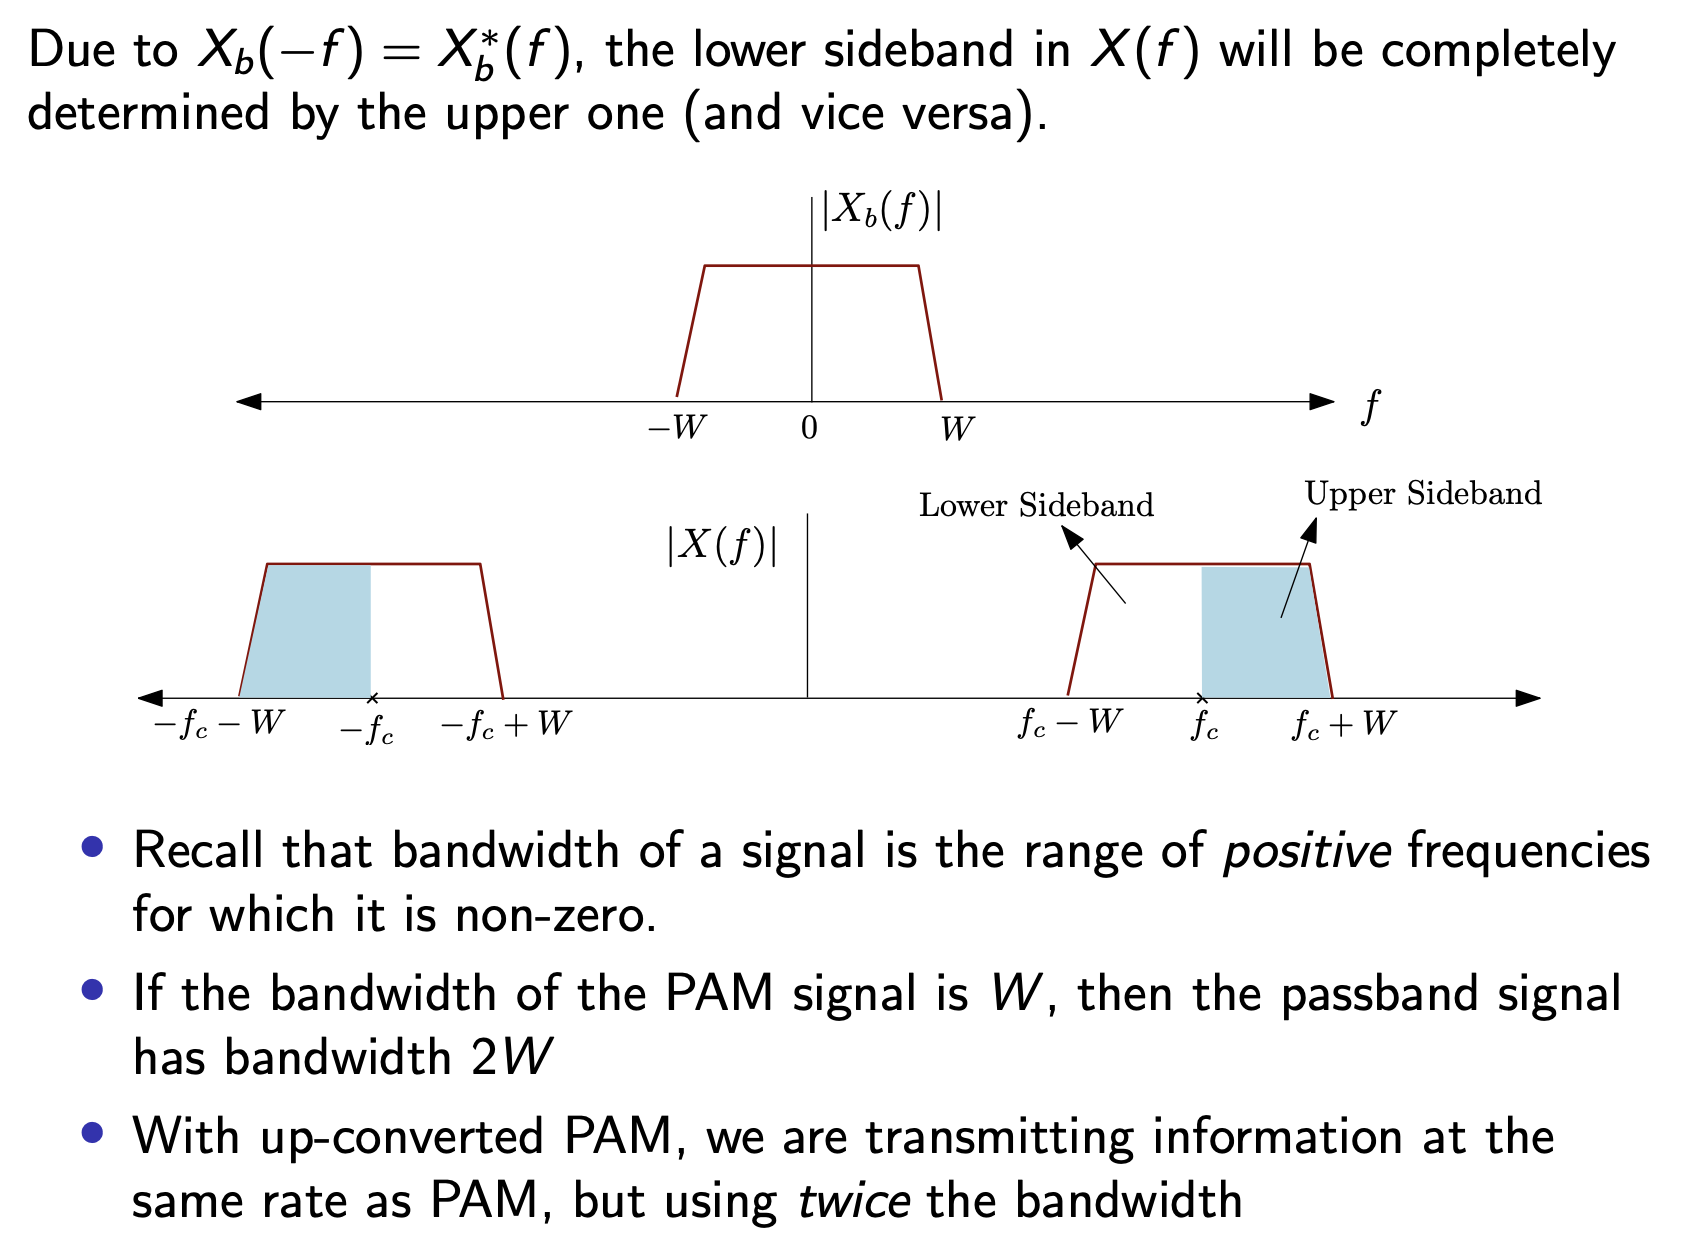 Due to X_b(−f) = X_b^*(f), the lower sideband in X(f) will be completely
determined by the upper one (and vice versa).
|X_b(f)|
f
−W
0
W
Lower Sideband
Upper Sideband
|X(f)|
−f_c − W
−f_c
−f_c + W
f_c − W
f_c
f_c + W
• Recall that bandwidth of a signal is the range of positive frequencies
for which it is non-zero.
• If the bandwidth of the PAM signal is W, then the passband signal
has bandwidth 2W
• With up-converted PAM, we are transmitting information at the
same rate as PAM, but using twice the bandwidth